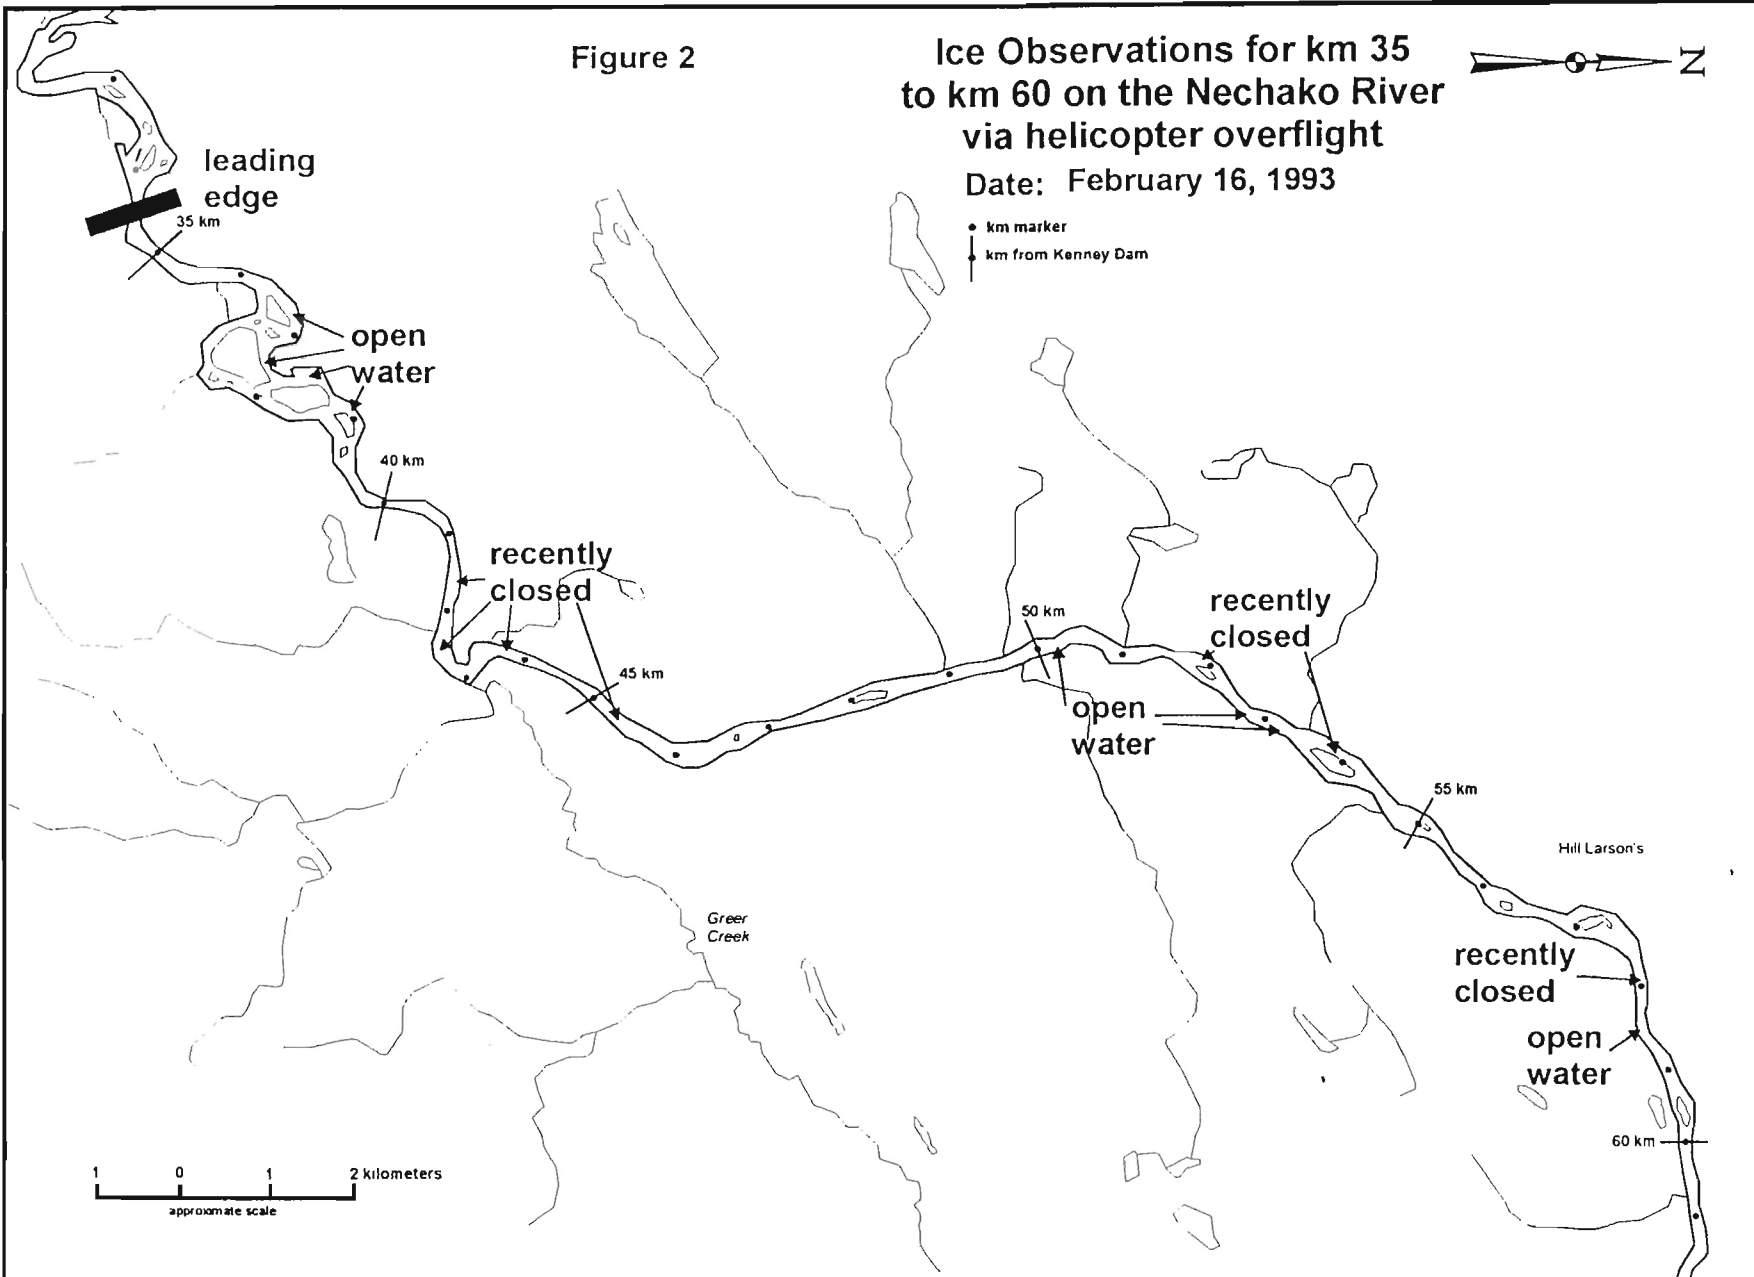 Figure 2
Ice Observations for km 35
to km 60 on the Nechako River
via helicopter overflight
Date: February 16, 1993
N
km marker
km from Kenney Dam
leading
edge
35 km
open
water
40 km
recently
closed
45 km
50 km
open
water
recently
closed
55 km
Hill Larson's
Greer
Creek
recently
closed
open
water
60 km
1 0 1 2 kilometers
approximate scale